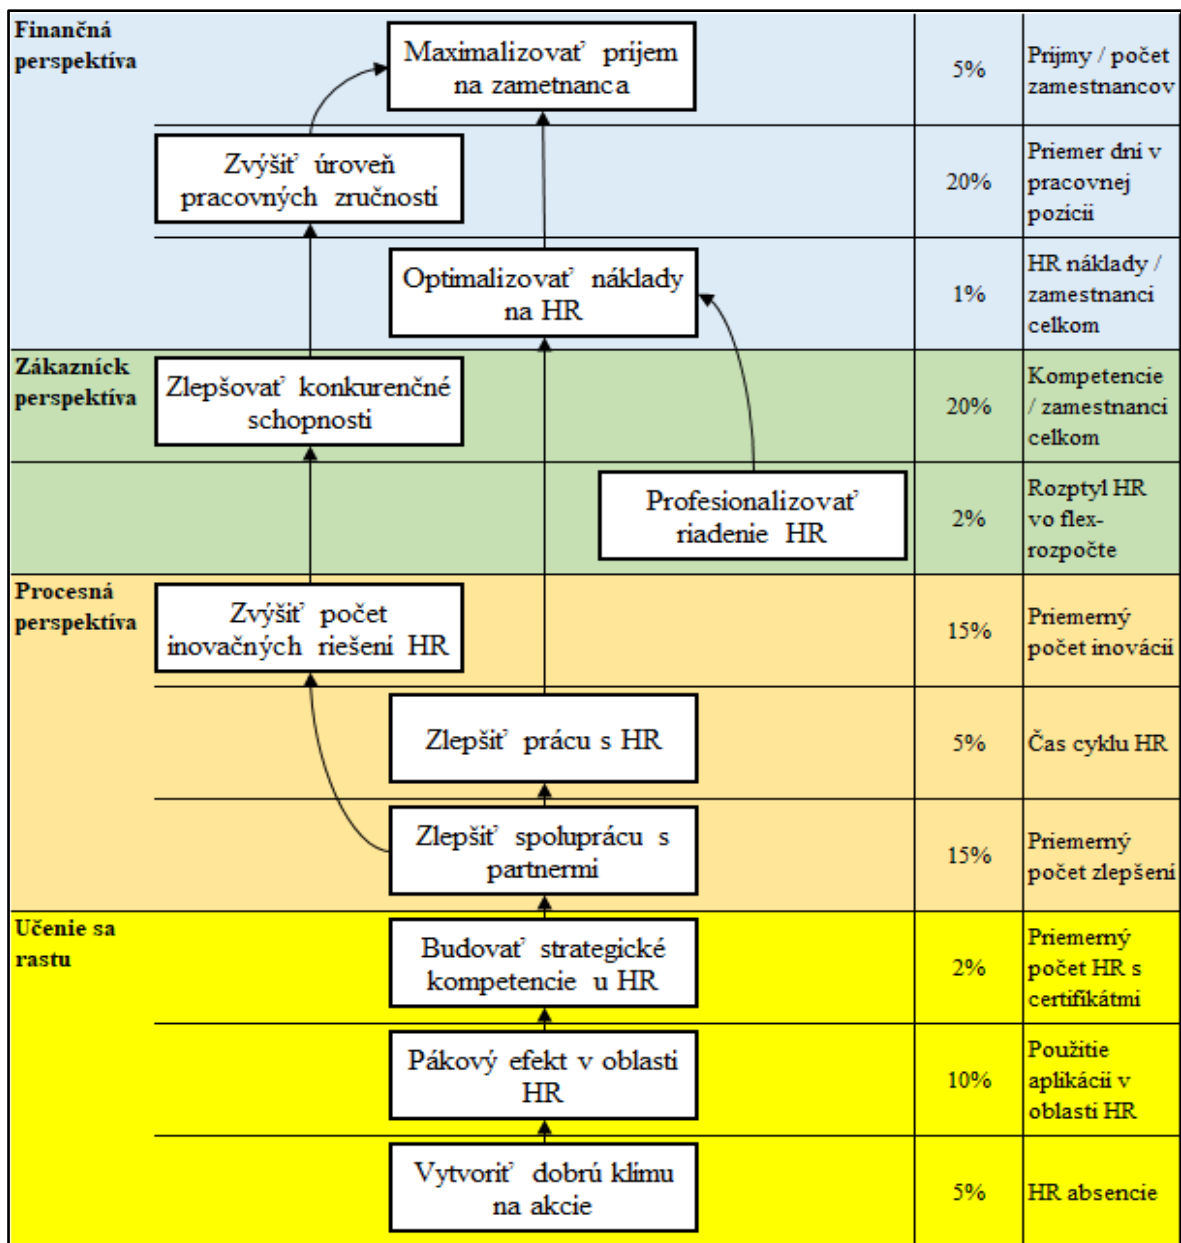 Finančná
perspektíva
Maximalizovať príjem
na zametnanca
5%
Príjmy / počet
zamestnancov
Zvýšiť úroveň
pracovných zručností
20%
Priemer dní v
pracovnej
pozícii
Optimalizovať náklady
na HR
1%
HR náklady /
zamestnanci
celkom
Zákazníck
perspektíva
Zlepšovať konkurenčné
schopnosti
20%
Kompetencie
/ zamestnanci
celkom
Profesionalizovať
riadenie HR
2%
Rozptyl HR
vo flex-
rozpočte
Procesná
perspektíva
Zvýšiť počet
inovačných riešení HR
15%
Priemerný
počet inovácií
Zlepšiť prácu s HR
5%
Čas cyklu HR
Zlepšiť spoluprácu s
partnermi
15%
Priemerný
počet zlepšení
Učenie sa
rastu
Budovať strategické
kompetencie u HR
2%
Priemerný
počet HR s
certifikátmi
Pákový efekt v oblasti
HR
10%
Použitie
aplikácií v
oblasti HR
Vytvoriť dobrú klímu
na akcie
5%
HR absencie